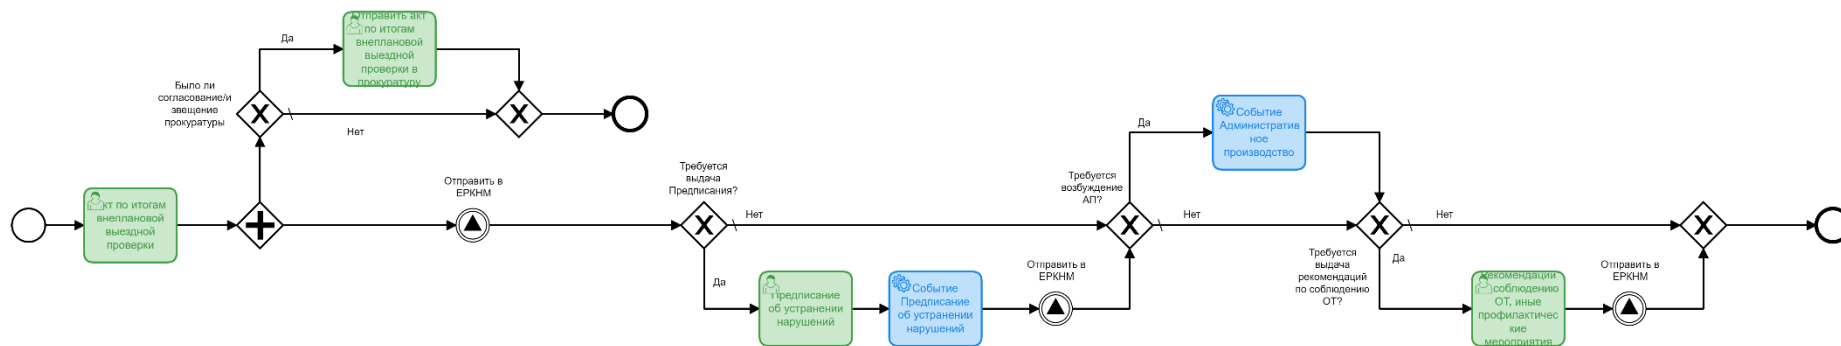 Отправить акт
по итогам
внеплановой
выездной
проверки в
прокуратуру
Да
Было ли
согласование/и
звещение
прокуратуры
Нет
кт по итогам
внеплановой
выездной
проверки
Отправить в
ЕРКНМ
Требуется
выдача
Предписания?
Нет
Да
Предписание
об устранении
нарушений
Событие
Предписание
об устранении
нарушений
Отправить в
ЕРКНМ
Требуется
возбуждение
АП?
Да
Событие
Административ
ное
производство
Нет
Требуется
выдача
рекомендаций
по соблюдению
ОТ?
Нет
Да
Рекомендации
соблюдению
ОТ, иные
профилактичес
кие
мероприятия
Отправить в
ЕРКНМ